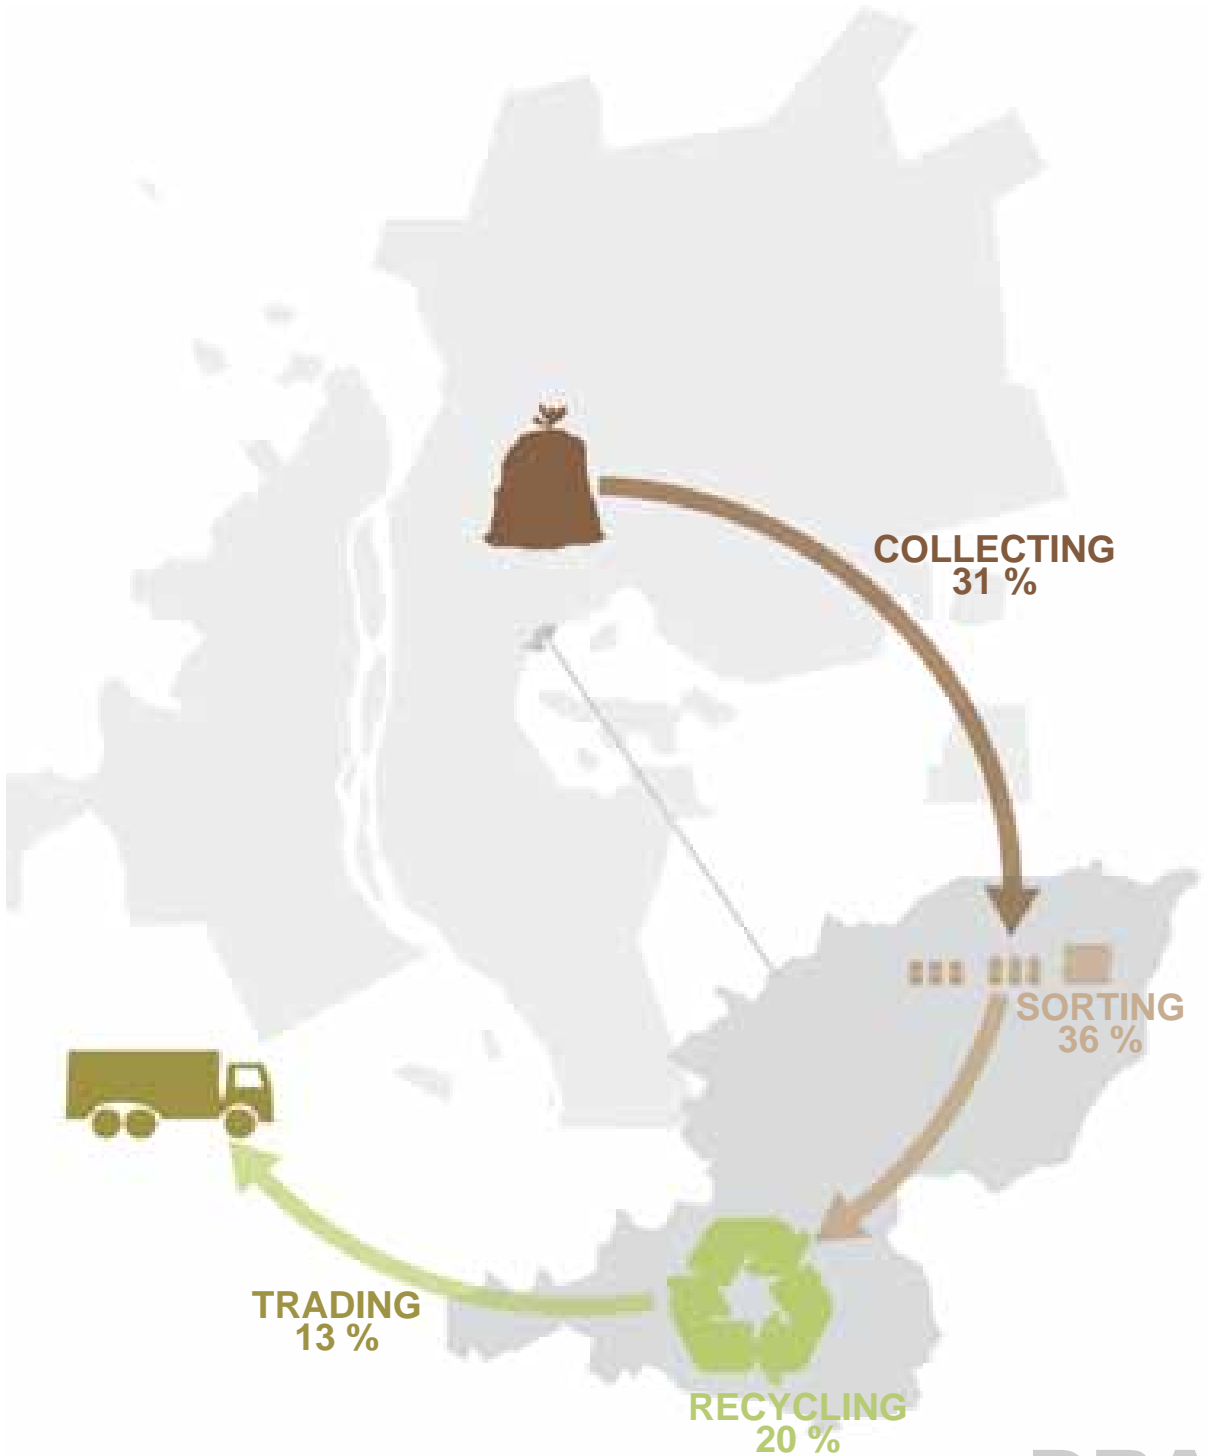 COLLECTING
31 %
SORTING
36 %
TRADING
13 %
RECYCLING
20 %